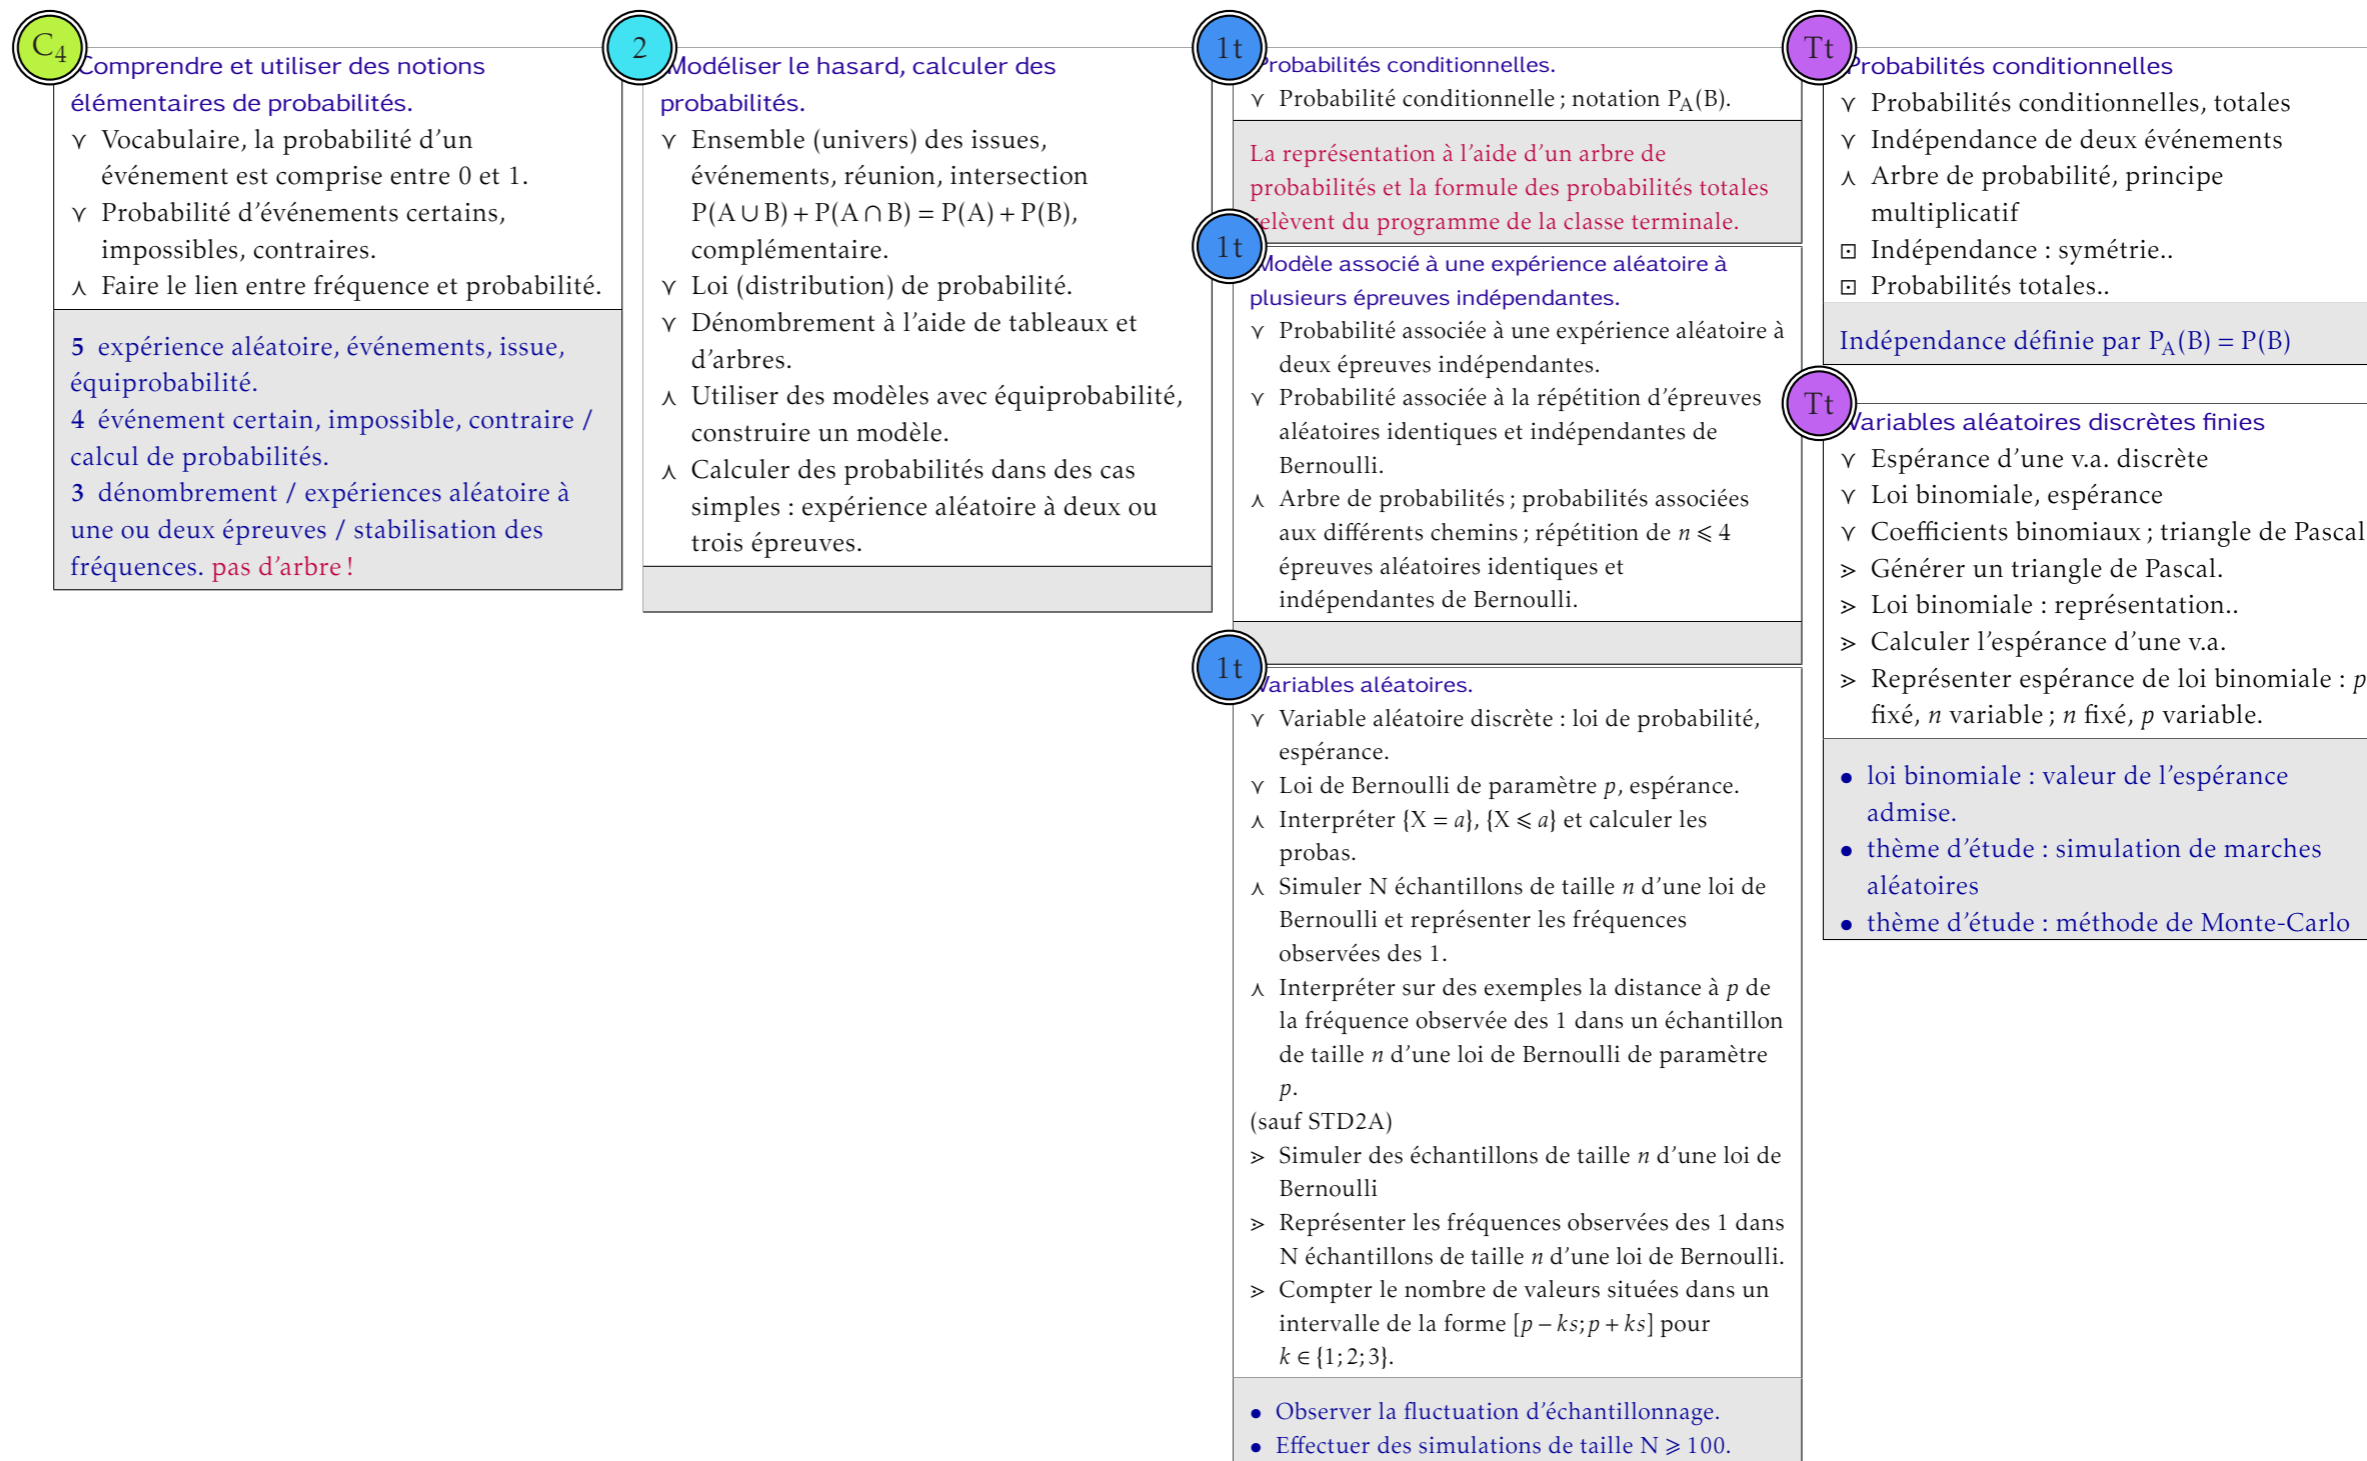 C4
Comprendre et utiliser des notions
élémentaires de probabilités.
⋎ Vocabulaire, la probabilité d'un
événement est comprise entre 0 et 1.
⋎ Probabilité d'événements certains,
impossibles, contraires.
⋏ Faire le lien entre fréquence et probabilité.
5 expérience aléatoire, événements, issue,
équiprobabilité.
4 événement certain, impossible, contraire /
calcul de probabilités.
3 dénombrement / expériences aléatoire à
une ou deux épreuves / stabilisation des
fréquences. pas d'arbre !
2
Modéliser le hasard, calculer des
probabilités.
⋎ Ensemble (univers) des issues,
événements, réunion, intersection
P(A ∪ B) + P(A ∩ B) = P(A) + P(B),
complémentaire.
⋎ Loi (distribution) de probabilité.
⋎ Dénombrement à l'aide de tableaux et
d'arbres.
⋏ Utiliser des modèles avec équiprobabilité,
construire un modèle.
⋏ Calculer des probabilités dans des cas
simples : expérience aléatoire à deux ou
trois épreuves.
1t
Probabilités conditionnelles.
⋎ Probabilité conditionnelle ; notation P_A(B).
La représentation à l'aide d'un arbre de
probabilités et la formule des probabilités totales
relèvent du programme de la classe terminale.
1t
Modèle associé à une expérience aléatoire à
plusieurs épreuves indépendantes.
⋎ Probabilité associée à une expérience aléatoire à
deux épreuves indépendantes.
⋎ Probabilité associée à la répétition d'épreuves
aléatoires identiques et indépendantes de
Bernoulli.
⋏ Arbre de probabilités ; probabilités associées
aux différents chemins ; répétition de n ⩽ 4
épreuves aléatoires identiques et
indépendantes de Bernoulli.
1t
Variables aléatoires.
⋎ Variable aléatoire discrète : loi de probabilité,
espérance.
⋎ Loi de Bernoulli de paramètre p, espérance.
⋏ Interpréter {X = a}, {X ⩽ a} et calculer les
probas.
⋏ Simuler N échantillons de taille n d'une loi de
Bernoulli et représenter les fréquences
observées des 1.
⋏ Interpréter sur des exemples la distance à p de
la fréquence observée des 1 dans un échantillon
de taille n d'une loi de Bernoulli de paramètre
p.
(sauf STD2A)
⪢ Simuler des échantillons de taille n d'une loi de
Bernoulli
⪢ Représenter les fréquences observées des 1 dans
N échantillons de taille n d'une loi de Bernoulli.
⪢ Compter le nombre de valeurs situées dans un
intervalle de la forme [p − ks; p + ks] pour
k ∈ {1; 2; 3}.
• Observer la fluctuation d'échantillonnage.
• Effectuer des simulations de taille N ⩾ 100.
Tt
Probabilités conditionnelles
⋎ Probabilités conditionnelles, totales
⋎ Indépendance de deux événements
⋏ Arbre de probabilité, principe
multiplicatif
⊡ Indépendance : symétrie..
⊡ Probabilités totales..
Indépendance définie par P_A(B) = P(B)
Tt
Variables aléatoires discrètes finies
⋎ Espérance d'une v.a. discrète
⋎ Loi binomiale, espérance
⋎ Coefficients binomiaux ; triangle de Pascal
⪢ Générer un triangle de Pascal.
⪢ Loi binomiale : représentation..
⪢ Calculer l'espérance d'une v.a.
⪢ Représenter espérance de loi binomiale : p
fixé, n variable ; n fixé, p variable.
• loi binomiale : valeur de l'espérance
admise.
• thème d'étude : simulation de marches
aléatoires
• thème d'étude : méthode de Monte-Carlo